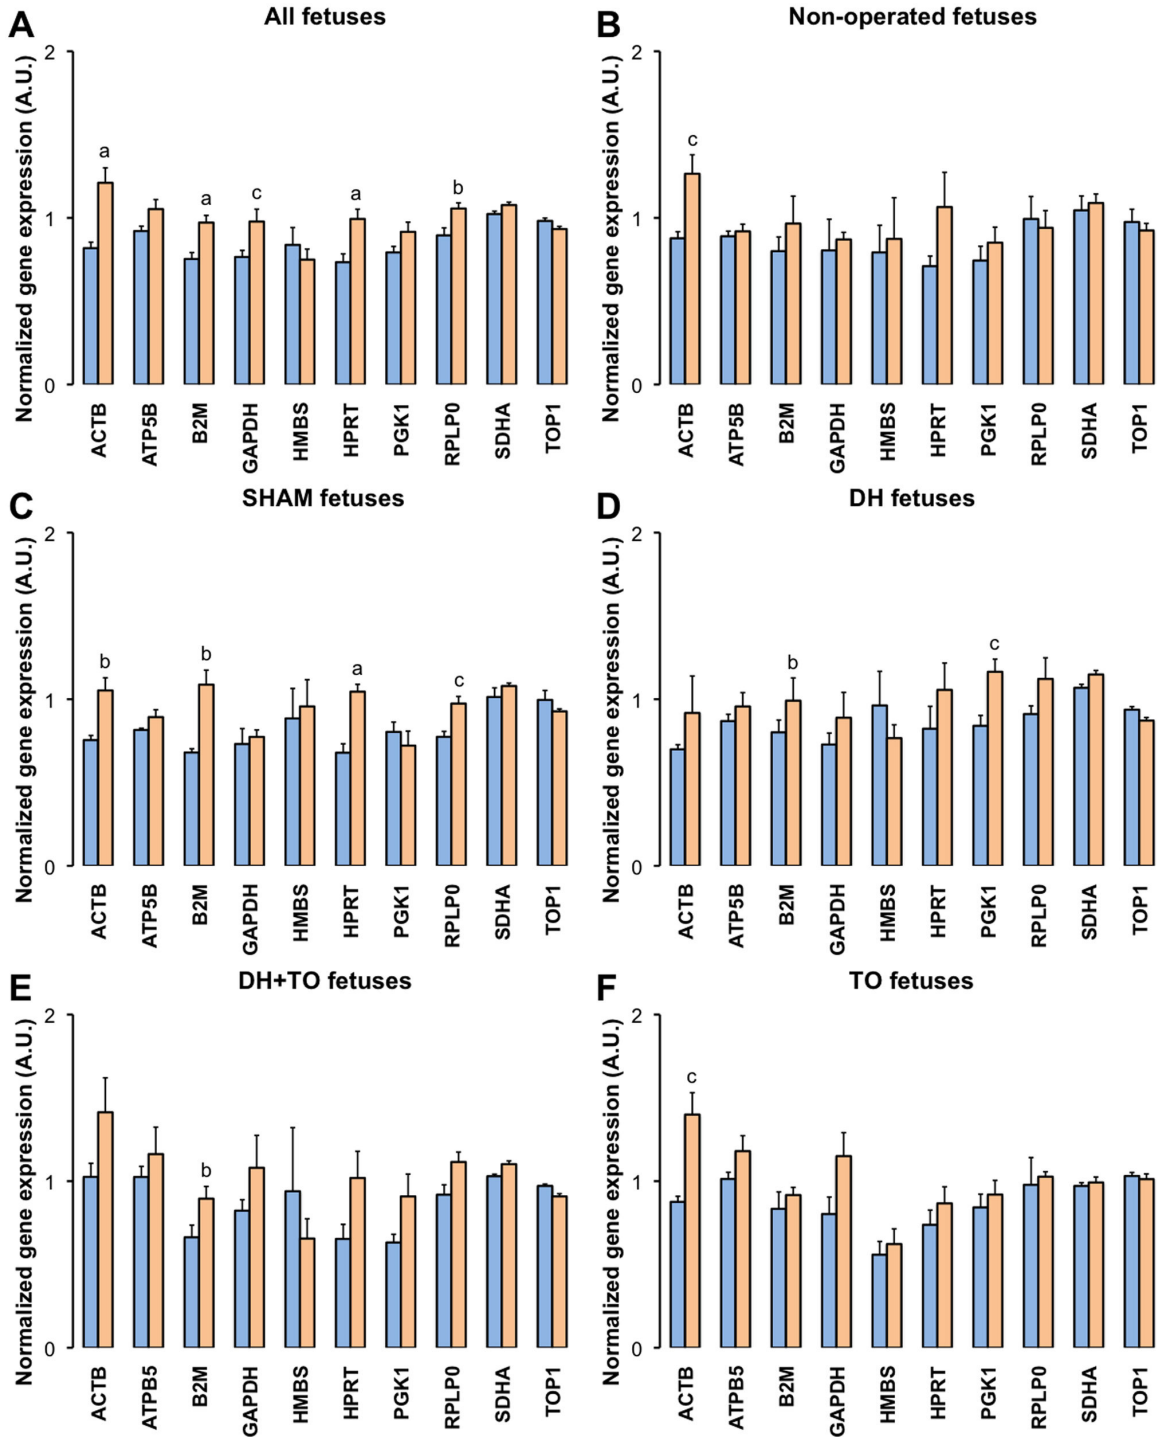 A
All fetuses
Normalized gene expression (A.U.)
2
1
0
a
a
c
a
b
ACTB
ATP5B
B2M
GAPDH
HMBS
HPRT
PGK1
RPLP0
SDHA
TOP1
B
Non-operated fetuses
Normalized gene expression (A.U.)
2
1
0
c
ACTB
ATP5B
B2M
GAPDH
HMBS
HPRT
PGK1
RPLP0
SDHA
TOP1
C
SHAM fetuses
Normalized gene expression (A.U.)
2
1
0
b
b
a
c
ACTB
ATP5B
B2M
GAPDH
HMBS
HPRT
PGK1
RPLP0
SDHA
TOP1
D
DH fetuses
Normalized gene expression (A.U.)
2
1
0
b
c
ACTB
ATP5B
B2M
GAPDH
HMBS
HPRT
PGK1
RPLP0
SDHA
TOP1
E
DH+TO fetuses
Normalized gene expression (A.U.)
2
1
0
b
ACTB
ATPB5
B2M
GAPDH
HMBS
HPRT
PGK1
RPLP0
SDHA
TOP1
F
TO fetuses
Normalized gene expression (A.U.)
2
1
0
c
ACTB
ATPB5
B2M
GAPDH
HMBS
HPRT
PGK1
RPLP0
SDHA
TOP1